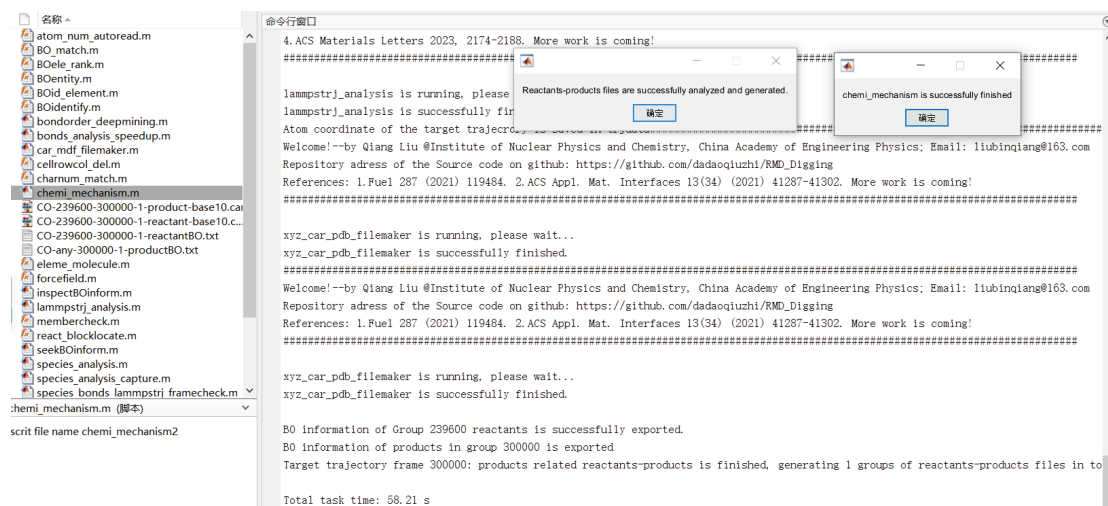 名称
atom_num_autoread.m
BO_match.m
BOele_rank.m
BOentity.m
BOid_element.m
BOidentify.m
bondorder_deepmining.m
bonds_analysis_speedup.m
car_mdf_filemaker.m
cellrowcol_del.m
charnum_match.m
chemi_mechanism.m
CO-239600-300000-1-product-base10.car
CO-239600-300000-1-reactant-base10.c...
CO-239600-300000-1-reactantBO.txt
CO-any-300000-1-productBO.txt
eleme_molecule.m
forcefield.m
inspectBOinform.m
lammpstrj_analysis.m
membercheck.m
react_blocklocate.m
seekBOinform.m
species_analysis.m
species_analysis_capture.m
species_bonds_lammpstrj_framecheck.m
chemi_mechanism.m (脚本)
scrit file name chemi_mechanism2
命令行窗口
4.ACS Materials Letters 2023, 2174-2188. More work is coming!
lammpstrj_analysis is running, please
lammpstrj_analysis is successfully fin
Atom coordinate of the target trajecrory is saved in trjdata
Welcome!--by Qiang Liu @Institute of Nuclear Physics and Chemistry, China Academy of Engineering Physics; Email: liubinqiang@163.com
Repository adress of the Source code on github: https://github.com/dadaoqiuzhi/RMD_Digging
References: 1.Fuel 287 (2021) 119484. 2.ACS Appl. Mat. Interfaces 13(34) (2021) 41287-41302. More work is coming!
xyz_car_pdb_filemaker is running, please wait...
xyz_car_pdb_filemaker is successfully finished.
Welcome!--by Qiang Liu @Institute of Nuclear Physics and Chemistry, China Academy of Engineering Physics; Email: liubinqiang@163.com
Repository adress of the Source code on github: https://github.com/dadaoqiuzhi/RMD_Digging
References: 1.Fuel 287 (2021) 119484. 2.ACS Appl. Mat. Interfaces 13(34) (2021) 41287-41302. More work is coming!
xyz_car_pdb_filemaker is running, please wait...
xyz_car_pdb_filemaker is successfully finished.
BO information of Group 239600 reactants is successfully exported.
BO information of products in group 300000 is exported
Target trajectory frame 300000: products related reactants-products is finished, generating 1 groups of reactants-products files in to
Total task time: 58.21 s
Reactants-products files are successfully analyzed and generated.
确定
chemi_mechanism is successfully finished
确定